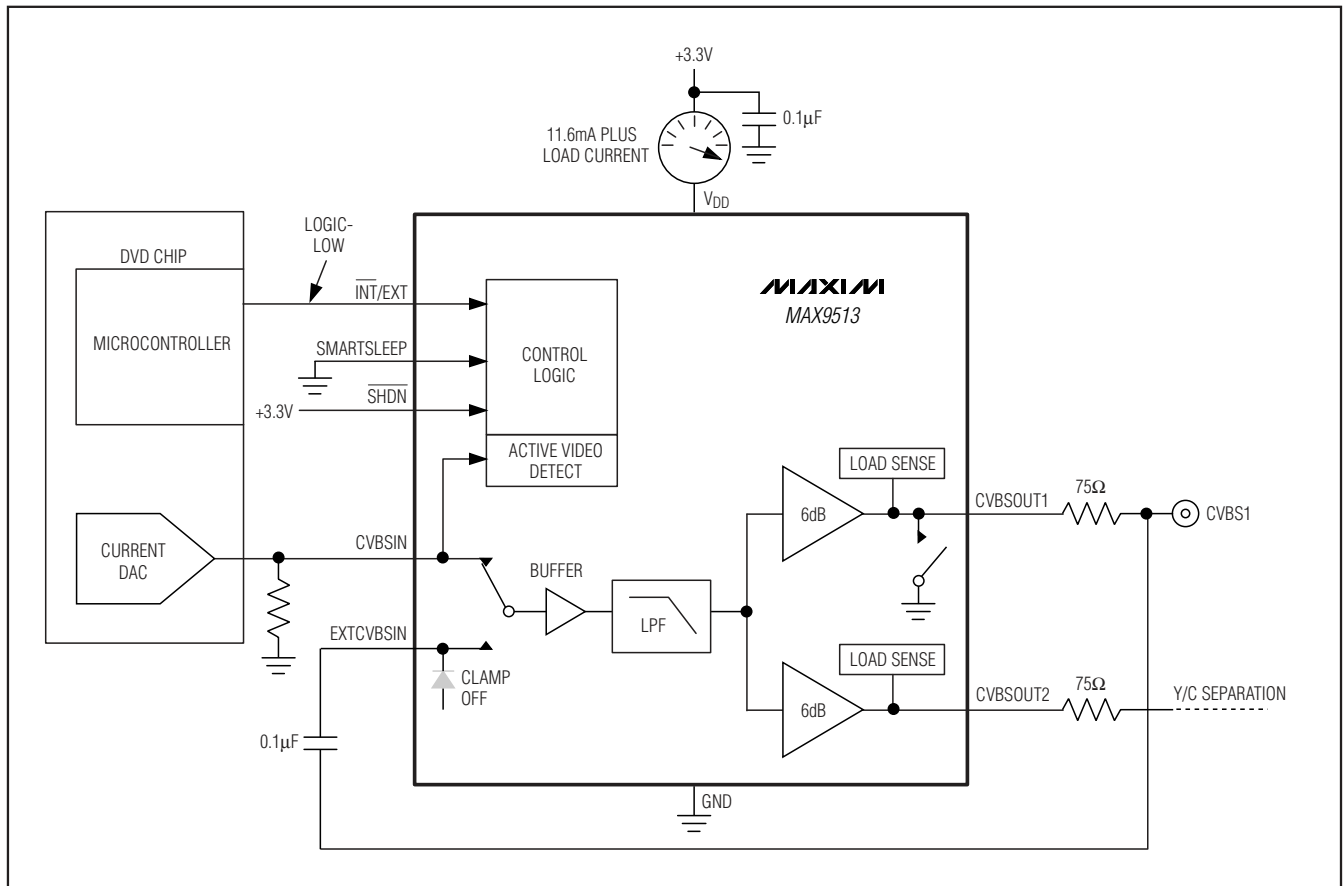 +3.3V
0.1μF
11.6mA PLUS
LOAD CURRENT
VDD
LOGIC-
LOW
DVD CHIP
MICROCONTROLLER
INT/EXT
SMARTSLEEP
SHDN
+3.3V
CONTROL
LOGIC
ACTIVE VIDEO
DETECT
MAXIM
MAX9513
CURRENT
DAC
CVBSIN
BUFFER
LPF
EXTCVBSIN
CLAMP
OFF
0.1μF
6dB
LOAD SENSE
CVBSOUT1
75Ω
CVBS1
6dB
LOAD SENSE
CVBSOUT2
75Ω
Y/C SEPARATION
GND